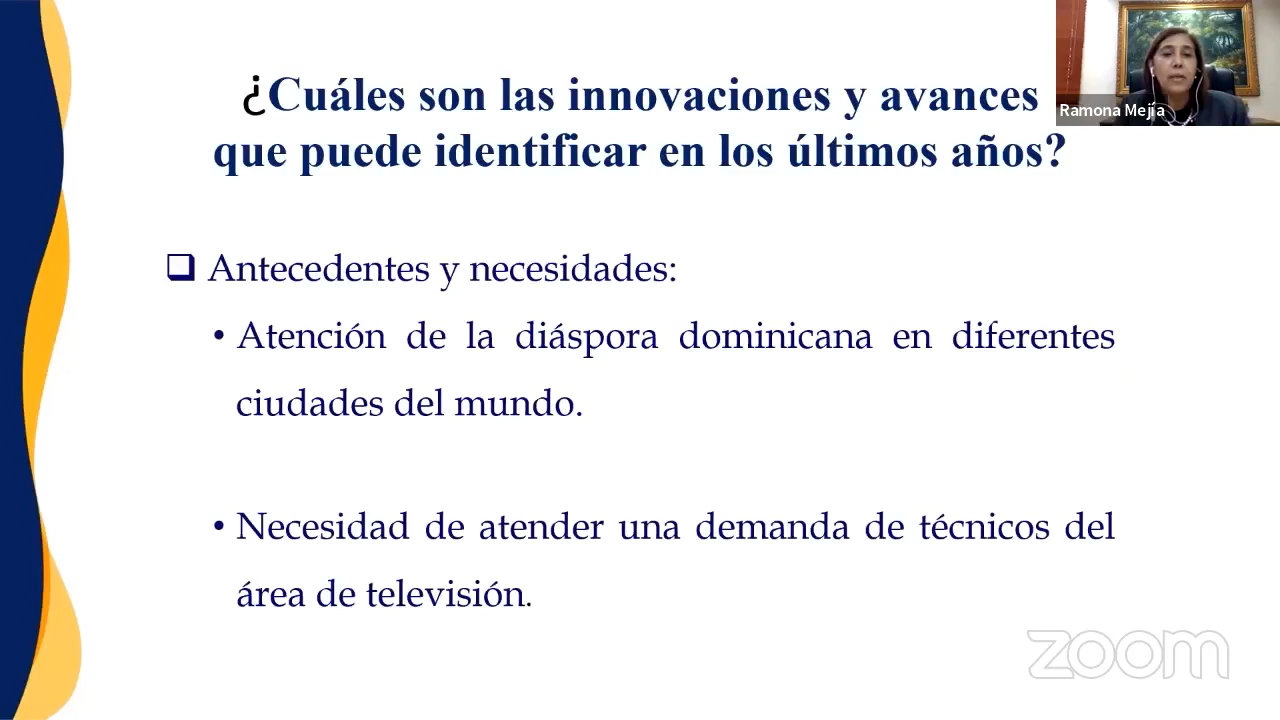 ¿Cuáles son las innovaciones y avances
que puede identificar en los últimos años?
Ramona Mejía
❑ Antecedentes y necesidades:
• Atención de la diáspora dominicana en diferentes
ciudades del mundo.
• Necesidad de atender una demanda de técnicos del
área de televisión.
zoom